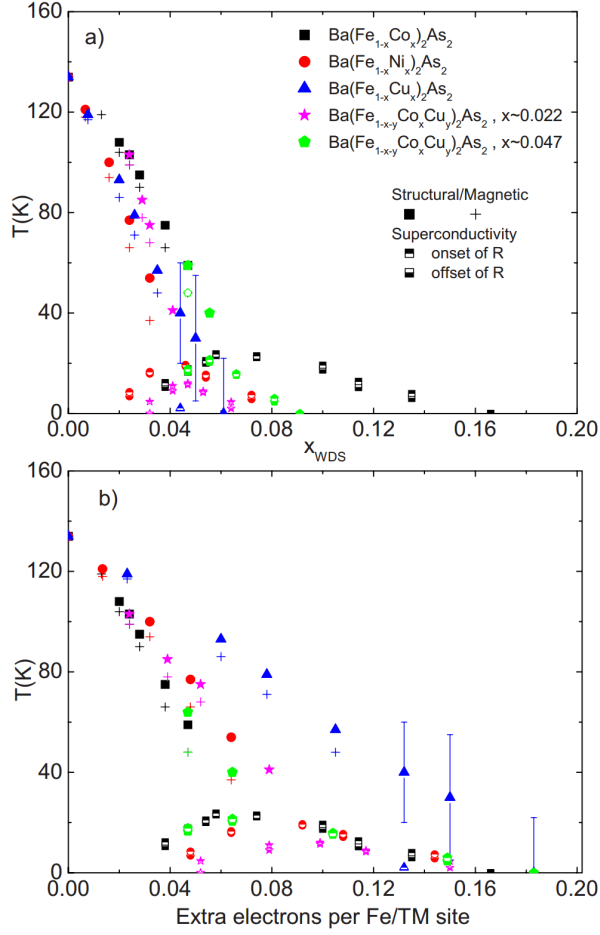 160
a)
Ba(Fe₁₋ₓCoₓ)₂As₂
Ba(Fe₁₋ₓNiₓ)₂As₂
Ba(Fe₁₋ₓCuₓ)₂As₂
Ba(Fe₁₋ₓ₋ᵧCoₓCuᵧ)₂As₂ , x~0.022
Ba(Fe₁₋ₓ₋ᵧCoₓCuᵧ)₂As₂ , x~0.047
120
Structural/Magnetic
80
Superconductivity
onset of R
offset of R
T(K)
40
0
0.00 0.04 0.08 0.12 0.16 0.20
x_WDS
160
b)
120
80
T(K)
40
0
0.00 0.04 0.08 0.12 0.16 0.20
Extra electrons per Fe/TM site